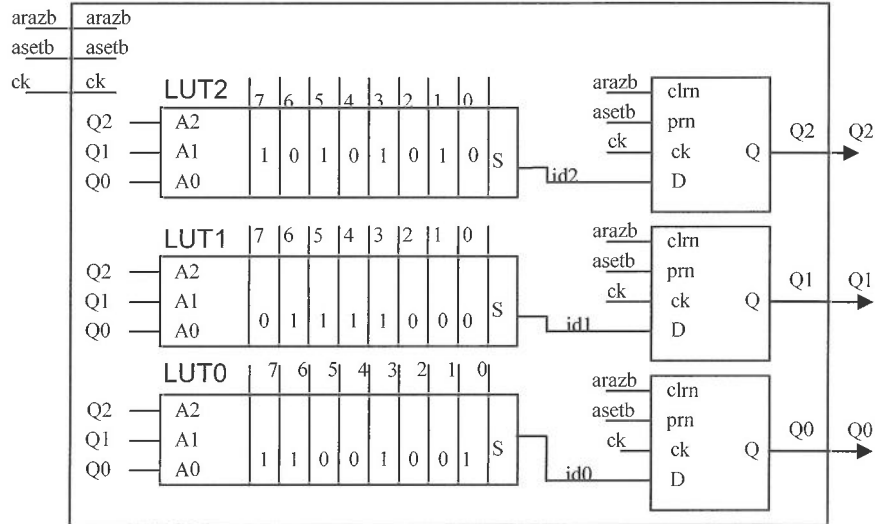 arazb arazb
asetb asetb
ck ck
LUT2 7 6 5 4 3 2 1 0
Q2 A2
Q1 A1
Q0 A0
1 0 1 0 1 0 1 0 S
id2
arazb clrn
asetb prn
ck ck Q Q2 Q2
D
LUT1 7 6 5 4 3 2 1 0
Q2 A2
Q1 A1
Q0 A0
0 1 1 1 1 0 0 0 S
id1
arazb clrn
asetb prn
ck ck Q Q1 Q1
D
LUT0 7 6 5 4 3 2 1 0
Q2 A2
Q1 A1
Q0 A0
1 1 0 0 1 0 0 1 S
id0
arazb clrn
asetb prn
ck ck Q Q0 Q0
D